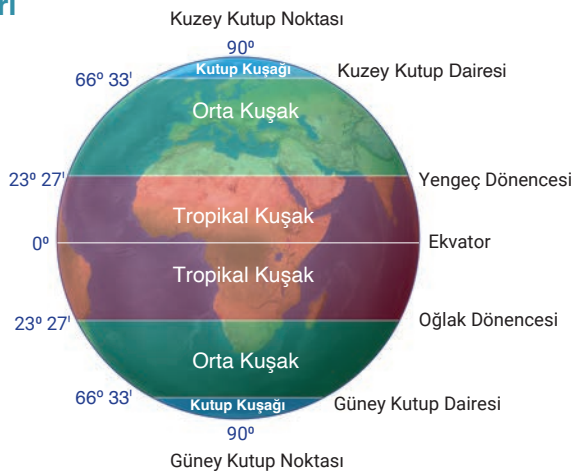 ri
Kuzey Kutup Noktası
90º
Kutup Kuşağı
66º 33'
Kuzey Kutup Dairesi
Orta Kuşak
23º 27'
Yengeç Dönencesi
Tropikal Kuşak
0º
Ekvator
Tropikal Kuşak
23º 27'
Oğlak Dönencesi
Orta Kuşak
66º 33'
Kutup Kuşağı
Güney Kutup Dairesi
90º
Güney Kutup Noktası